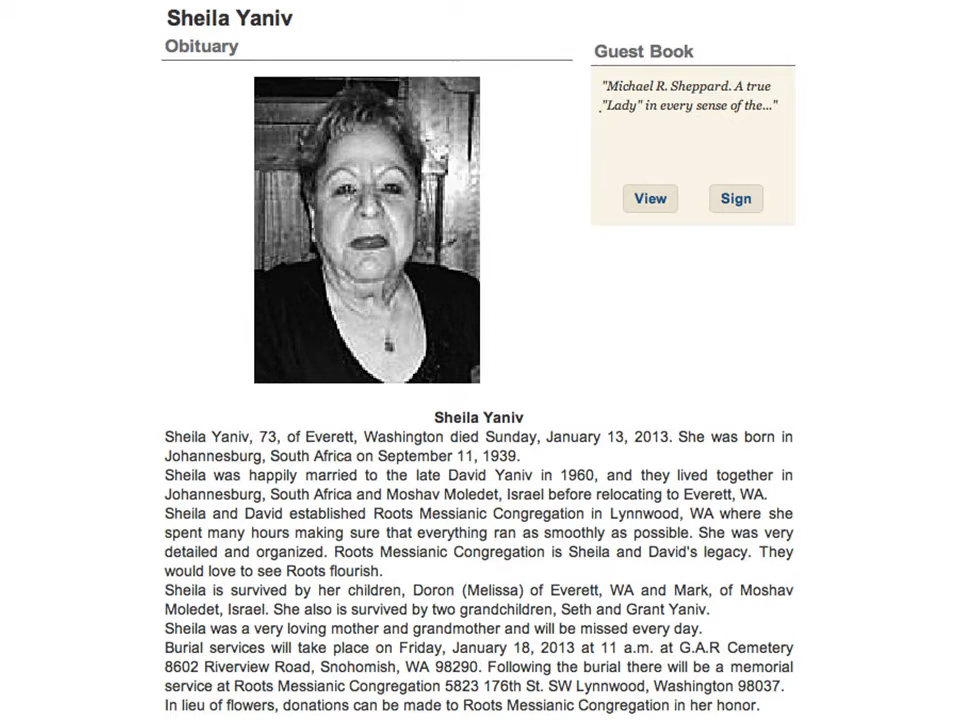 Sheila Yaniv
Obituary
Guest Book
"Michael R. Sheppard. A true
"Lady" in every sense of the..."
View
Sign
Sheila Yaniv
Sheila Yaniv, 73, of Everett, Washington died Sunday, January 13, 2013. She was born in
Johannesburg, South Africa on September 11, 1939.
Sheila was happily married to the late David Yaniv in 1960, and they lived together in
Johannesburg, South Africa and Moshav Moledet, Israel before relocating to Everett, WA.
Sheila and David established Roots Messianic Congregation in Lynnwood, WA where she
spent many hours making sure that everything ran as smoothly as possible. She was very
detailed and organized. Roots Messianic Congregation is Sheila and David's legacy. They
would love to see Roots flourish.
Sheila is survived by her children, Doron (Melissa) of Everett, WA and Mark, of Moshav
Moledet, Israel. She also is survived by two grandchildren, Seth and Grant Yaniv.
Sheila was a very loving mother and grandmother and will be missed every day.
Burial services will take place on Friday, January 18, 2013 at 11 a.m. at G.A.R Cemetery
8602 Riverview Road, Snohomish, WA 98290. Following the burial there will be a memorial
service at Roots Messianic Congregation 5823 176th St. SW Lynnwood, Washington 98037.
In lieu of flowers, donations can be made to Roots Messianic Congregation in her honor.